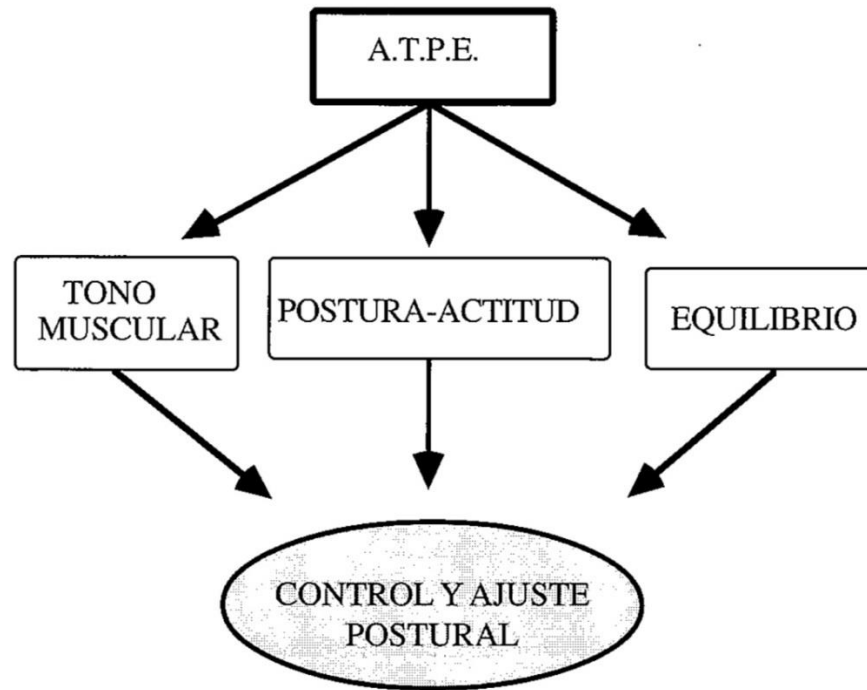 A.T.P.E.
TONO
MUSCULAR
POSTURA-ACTITUD
EQUILIBRIO
CONTROL Y AJUSTE
POSTURAL